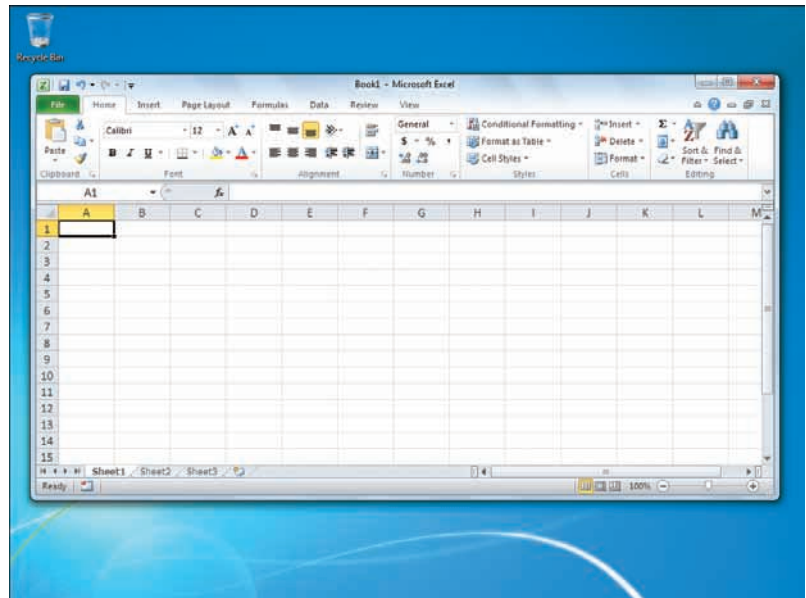 Recycle Bin
Book1 - Microsoft Excel
File Home Insert Page Layout Formulas Data Review View
Calibri 12 A A General Conditional Formatting Insert Σ
Paste $ % , Format as Table Delete Sort & Find &
B I U A .00 .0 Cell Styles Format Filter Select
Clipboard Font Alignment Number Styles Cells Editing
A1 fx
A B C D E F G H I J K L M
1
2
3
4
5
6
7
8
9
10
11
12
13
14
15
Sheet1 Sheet2 Sheet3
Ready 100%